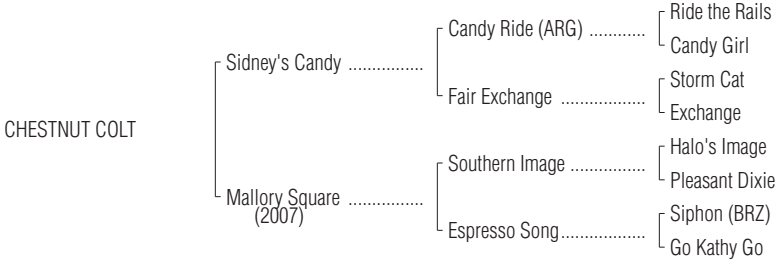 Ride the Rails
Candy Ride (ARG) ............
Candy Girl
Sidney's Candy ................
Storm Cat
Fair Exchange ..................
Exchange
CHESTNUT COLT
Halo's Image
Southern Image ................
Pleasant Dixie
Mallory Square ................
(2007)
Siphon (BRZ)
Espresso Song..................
Go Kathy Go